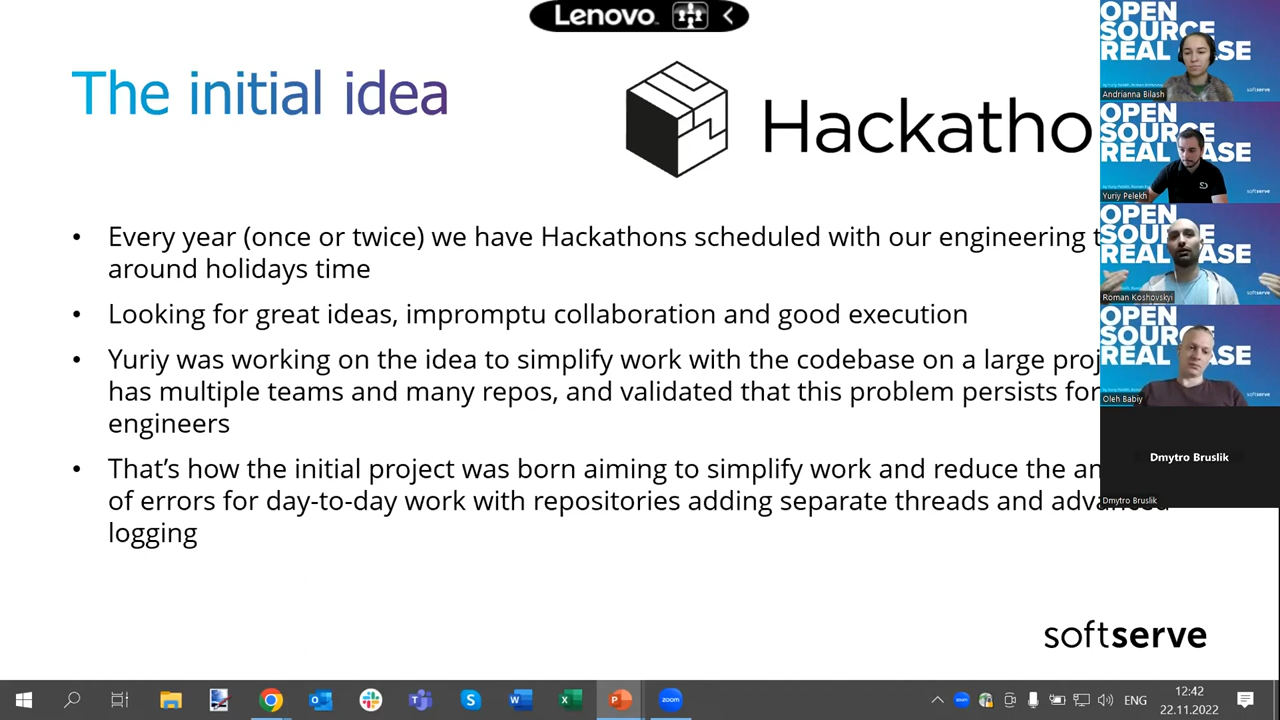 Lenovo
The initial idea
Hackatho
Every year (once or twice) we have Hackathons scheduled with our engineering
around holidays time
Looking for great ideas, impromptu collaboration and good execution
Yuriy was working on the idea to simplify work with the codebase on a large
has multiple teams and many repos, and validated that this problem persists for
engineers
That's how the initial project was born aiming to simplify work and reduce the
of errors for day-to-day work with repositories adding separate threads and advanced
logging
softserve
OPEN
SOURCE
REAL CASE
softserve
Andrianna Bilash
OPEN
SOURCE
REAL CASE
softserve
Yuriy Pelekh
OPEN
SOURCE
REAL CASE
softserve
Roman Koshovskyi
OPEN
SOURCE
REAL CASE
softserve
Oleh Babiy
Dmytro Bruslik
Dmytro Bruslik
ENG
12:42
22.11.2022